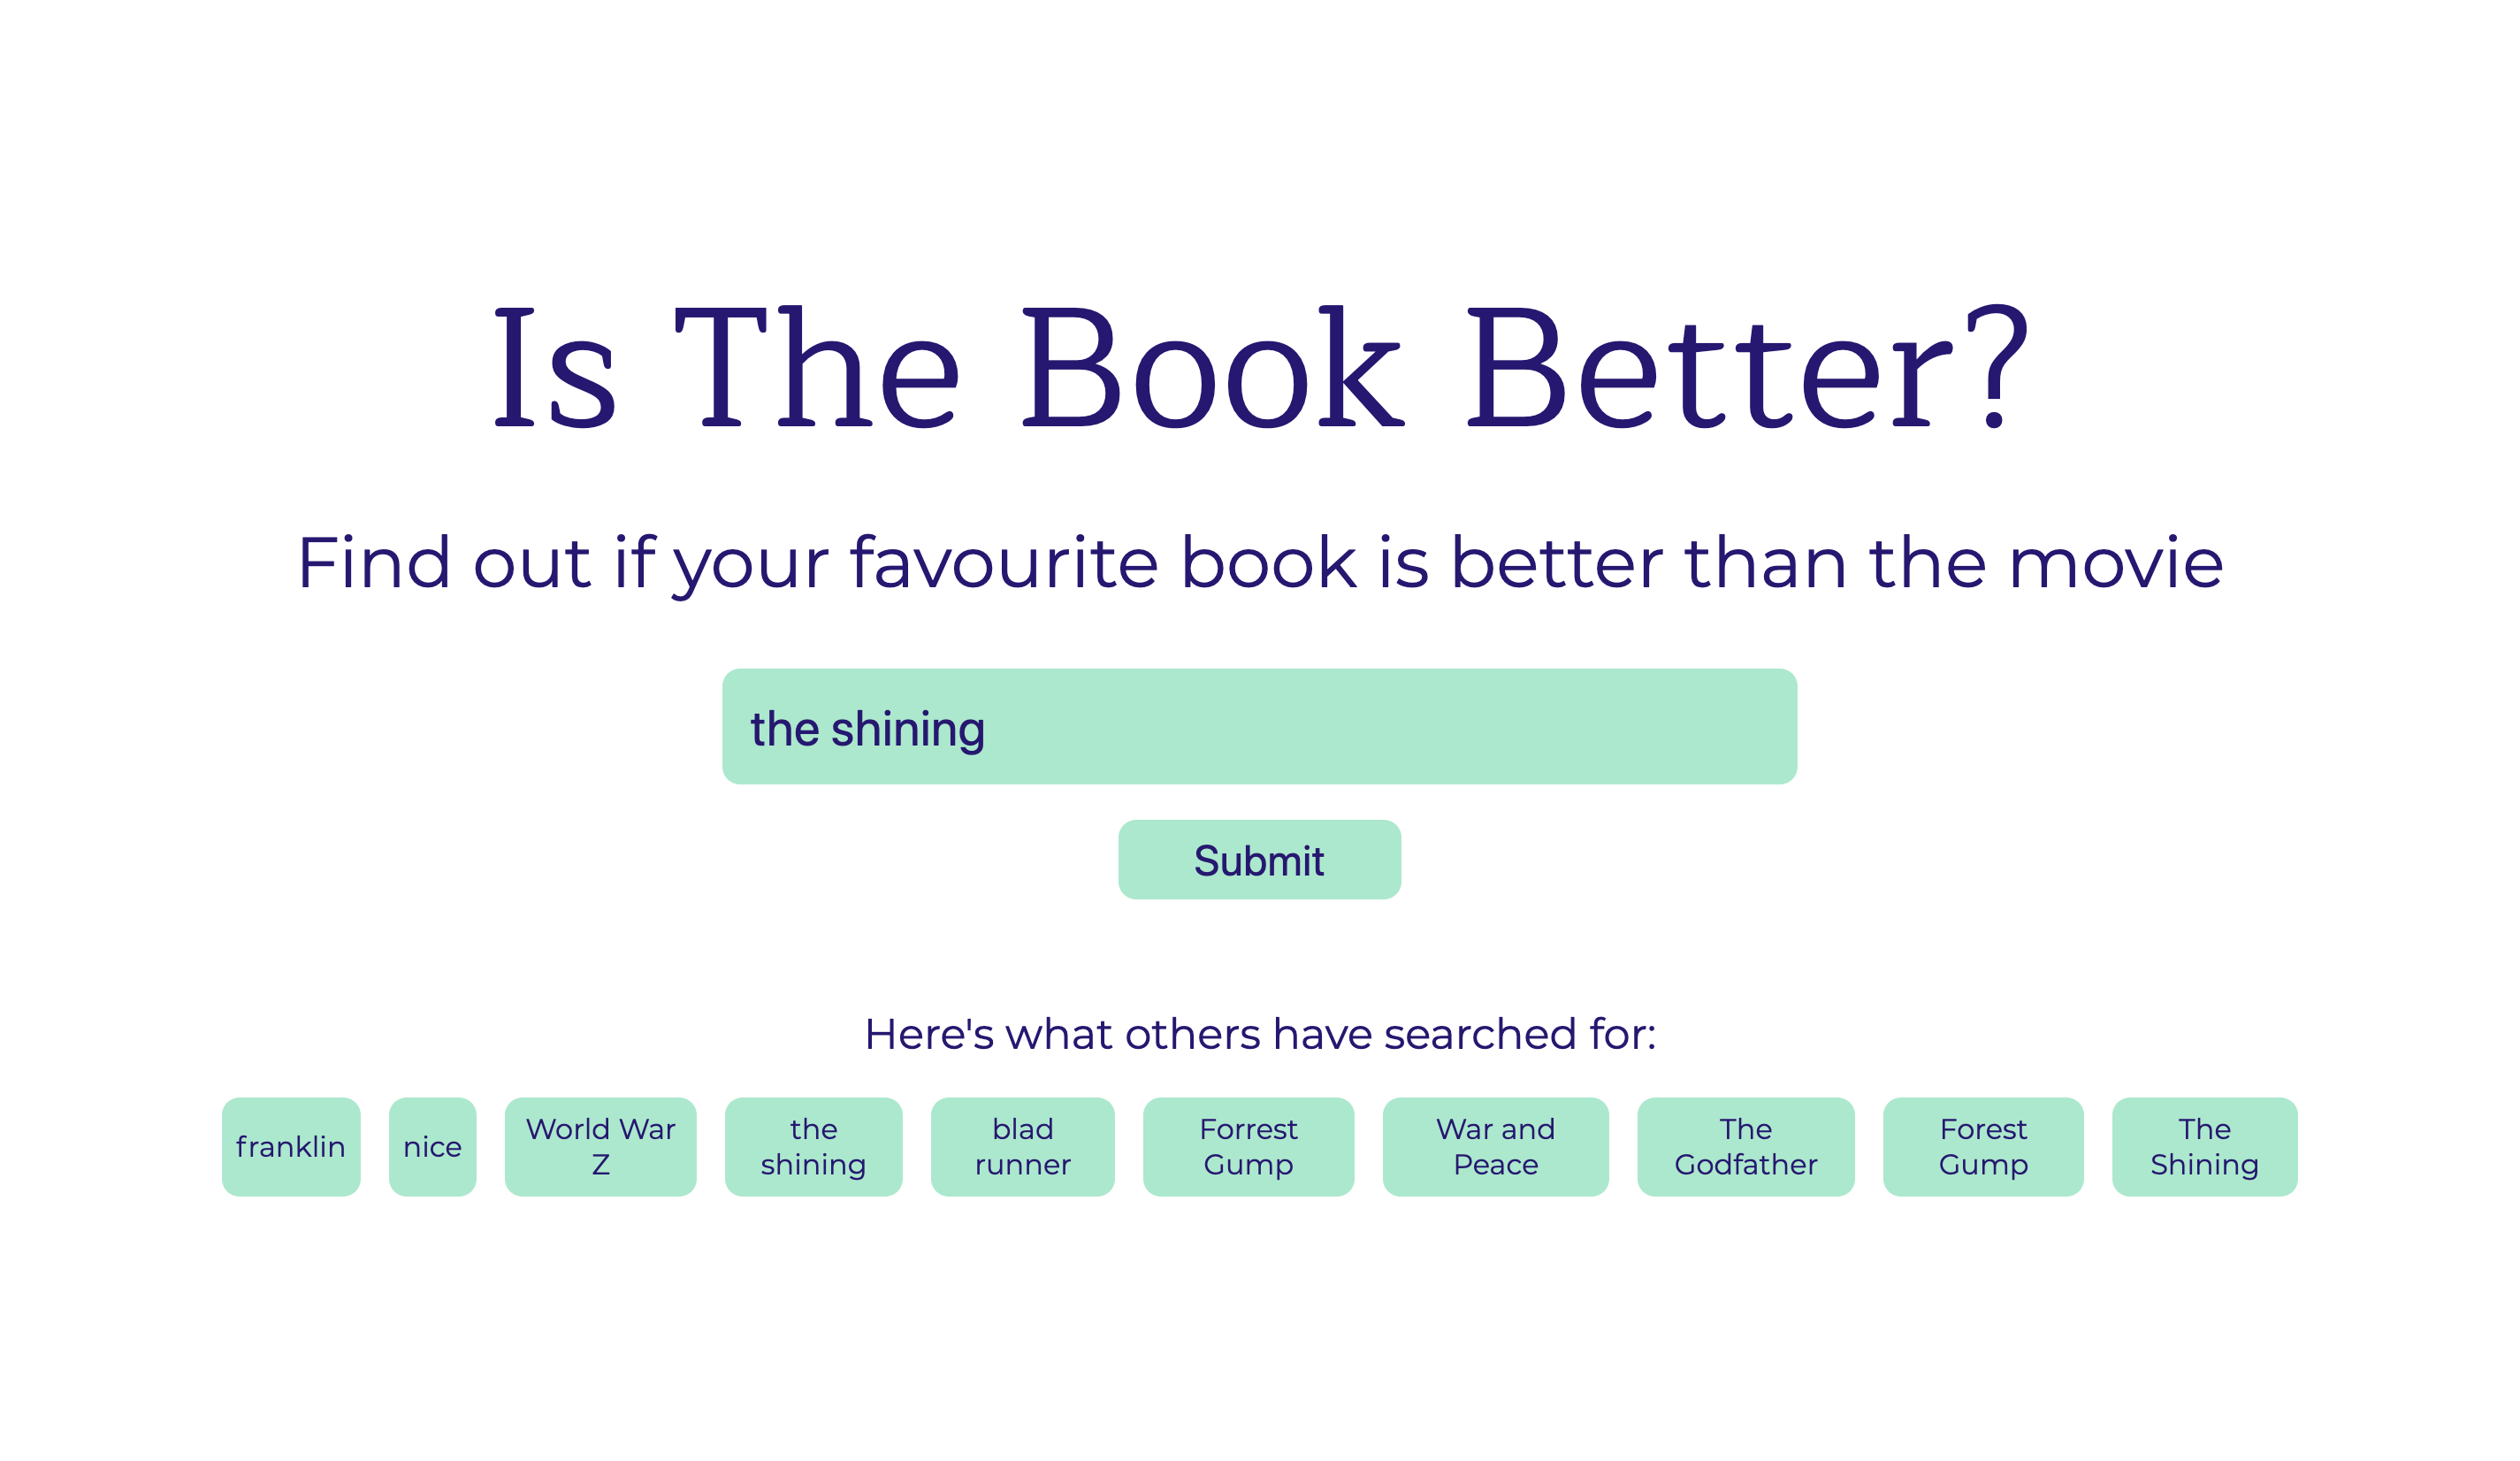 Is The Book Better?
Find out if your favourite book is better than the movie
the shining
Submit
Here's what others have searched for:
franklin
nice
World War
Z
the
shining
blad
runner
Forrest
Gump
War and
Peace
The
Godfather
Forest
Gump
The
Shining